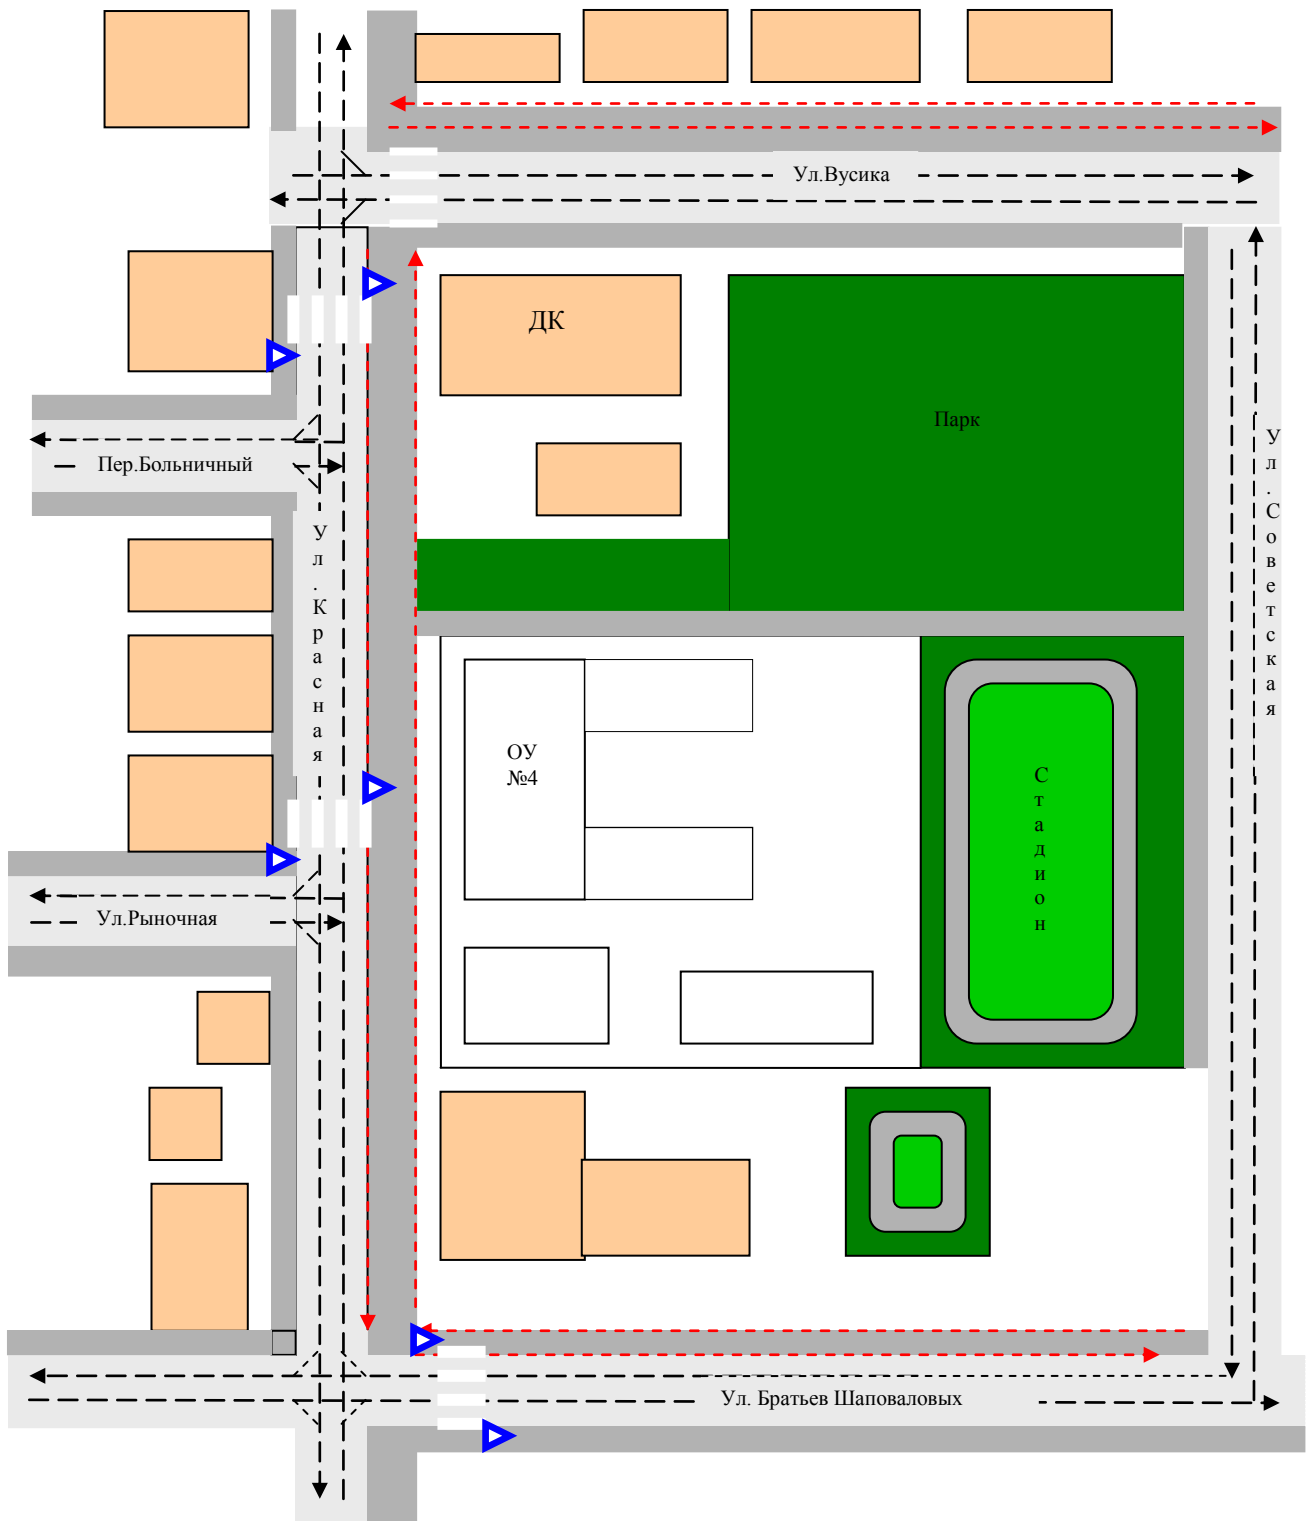 Ул.Вусика
ДК
Парк
Пер.Больничный
Ул.Советская
Ул.Красная
ОУ
№4
Стадион
Ул.Рыночная
Ул. Братьев Шаповаловых